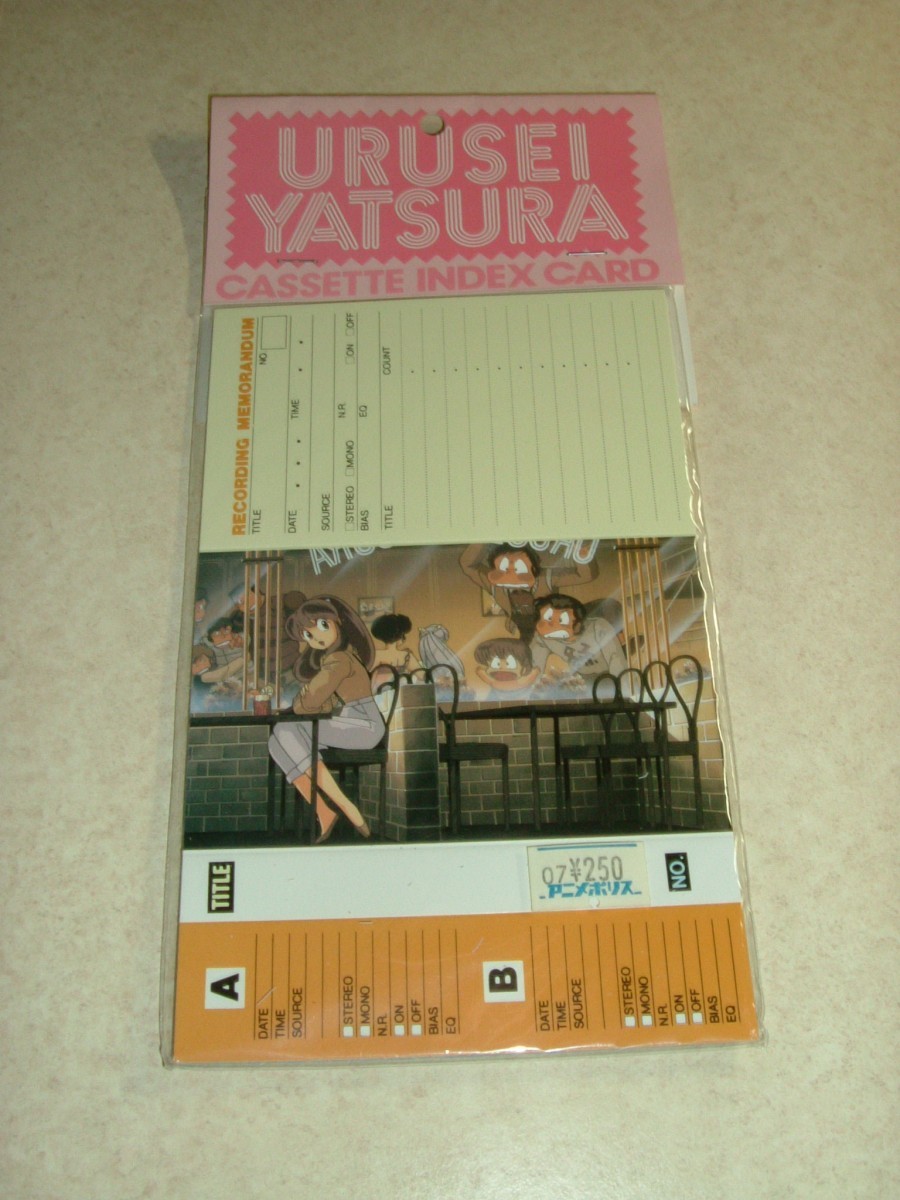 URUSEI
YATSURA
CASSETTE INDEX CARD
RECORDING MEMORANDUM
TITLE
NO
DATE
TIME
SOURCE
STEREO MONO N.R. ON OFF
BIAS EQ
TITLE COUNT
TITLE
07 ¥250
アニメポリス
NO.
A
DATE
TIME
SOURCE
STEREO
MONO
N.R.
ON
OFF
BIAS
EQ
B
DATE
TIME
SOURCE
STEREO
MONO
N.R.
ON
OFF
BIAS
EQ